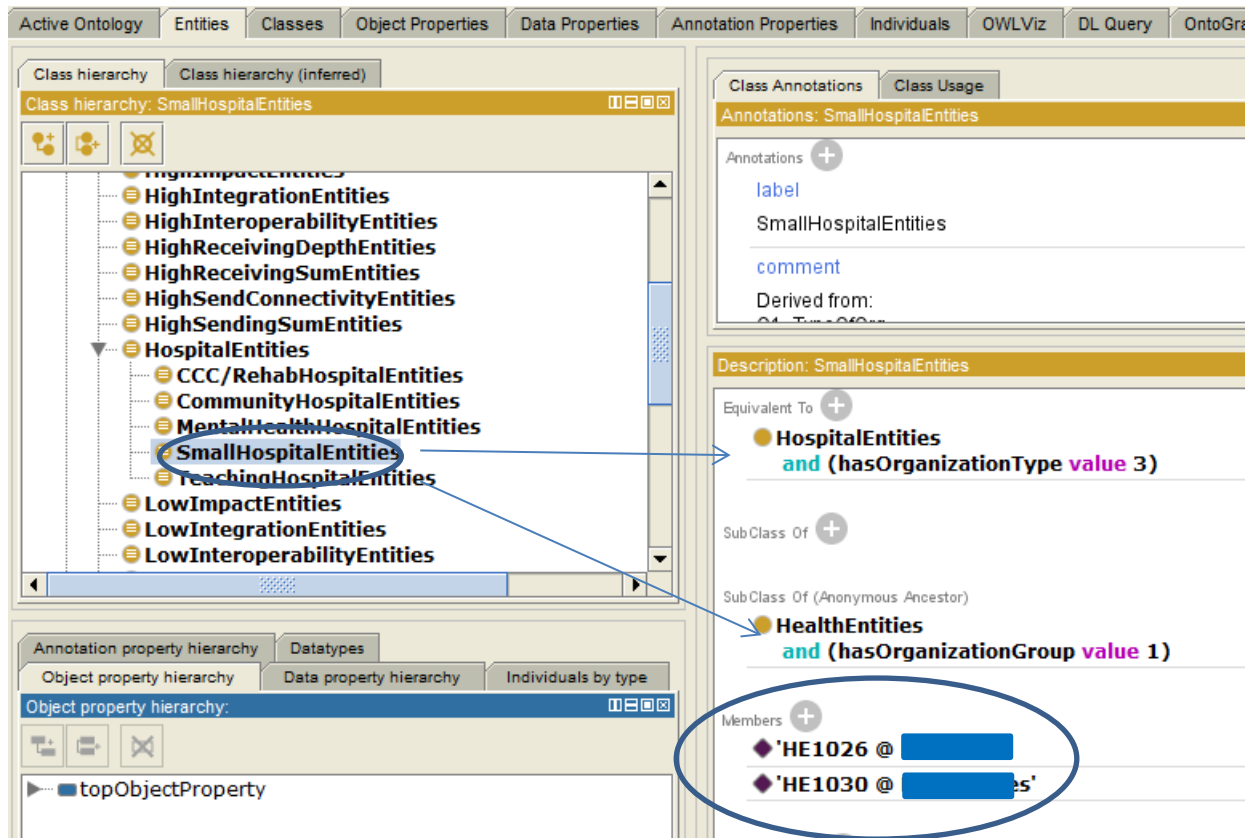 Active Ontology Entities Classes Object Properties Data Properties Annotation Properties Individuals OWLViz DL Query OntoGra
Class hierarchy Class hierarchy (inferred)
Class hierarchy: SmallHospitalEntities
HighImpactEntities
HighIntegrationEntities
HighInteroperabilityEntities
HighReceivingDepthEntities
HighReceivingSumEntities
HighSendConnectivityEntities
HighSendingSumEntities
HospitalEntities
CCC/RehabHospitalEntities
CommunityHospitalEntities
MentalHealthHospitalEntities
SmallHospitalEntities
TeachingHospitalEntities
LowImpactEntities
LowIntegrationEntities
LowInteroperabilityEntities
Annotation property hierarchy Datatypes
Object property hierarchy Data property hierarchy Individuals by type
Object property hierarchy:
topObjectProperty
Class Annotations Class Usage
Annotations: SmallHospitalEntities
Annotations
label
SmallHospitalEntities
comment
Derived from:
Description: SmallHospitalEntities
Equivalent To
HospitalEntities
and (hasOrganizationType value 3)
SubClass Of
SubClass Of (Anonymous Ancestor)
HealthEntities
and (hasOrganizationGroup value 1)
Members
'HE1026 @
'HE1030 @ es'